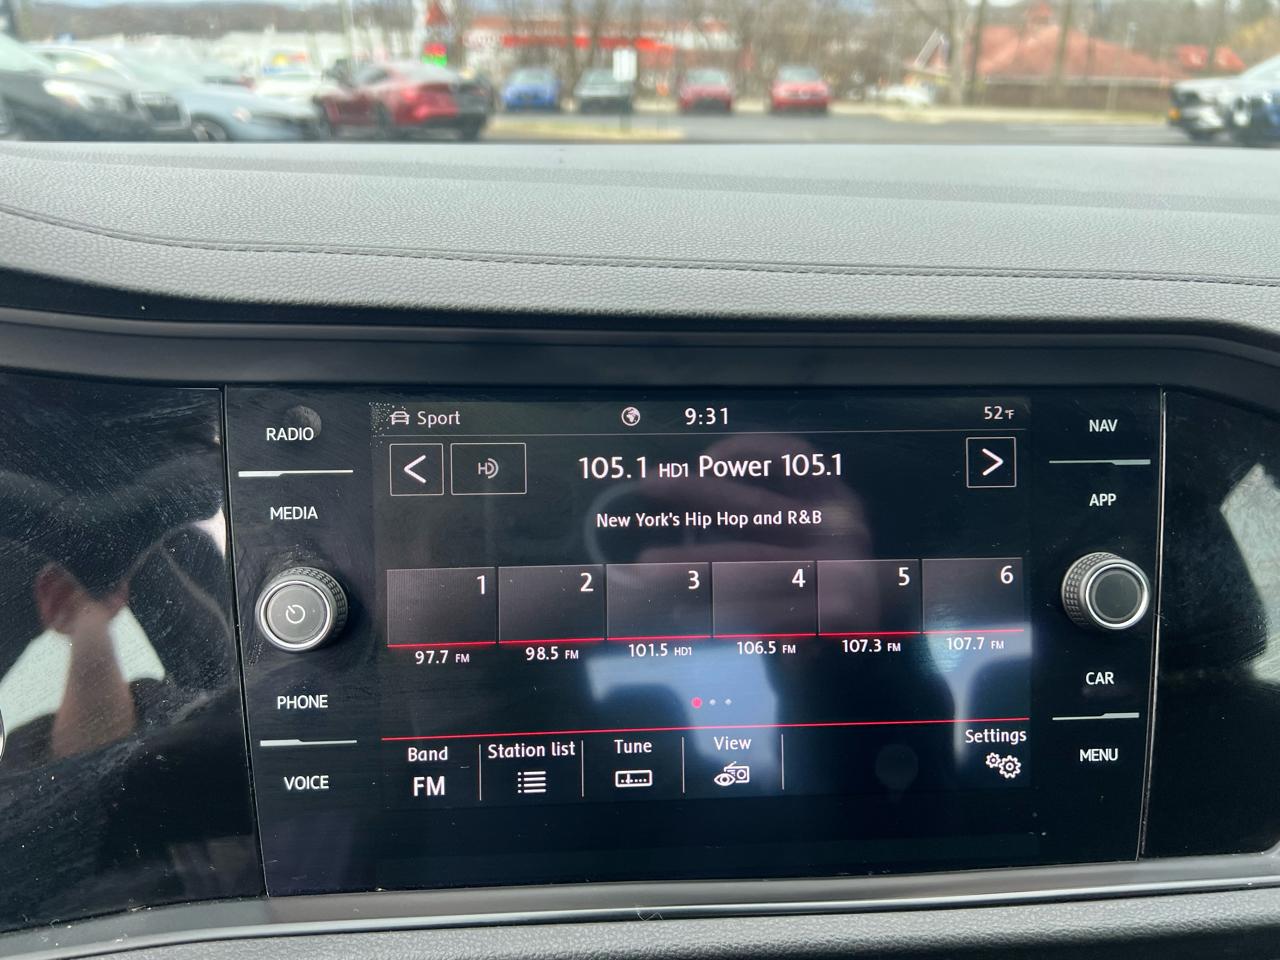 RADIO
MEDIA
PHONE
VOICE
Sport 9:31 52°F
< HD 105.1 HD1 Power 105.1 >
New York's Hip Hop and R&B
1 2 3 4 5 6
97.7 FM 98.5 FM 101.5 HD1 106.5 FM 107.3 FM 107.7 FM
Band Station list Tune View Settings
FM
NAV
APP
CAR
MENU